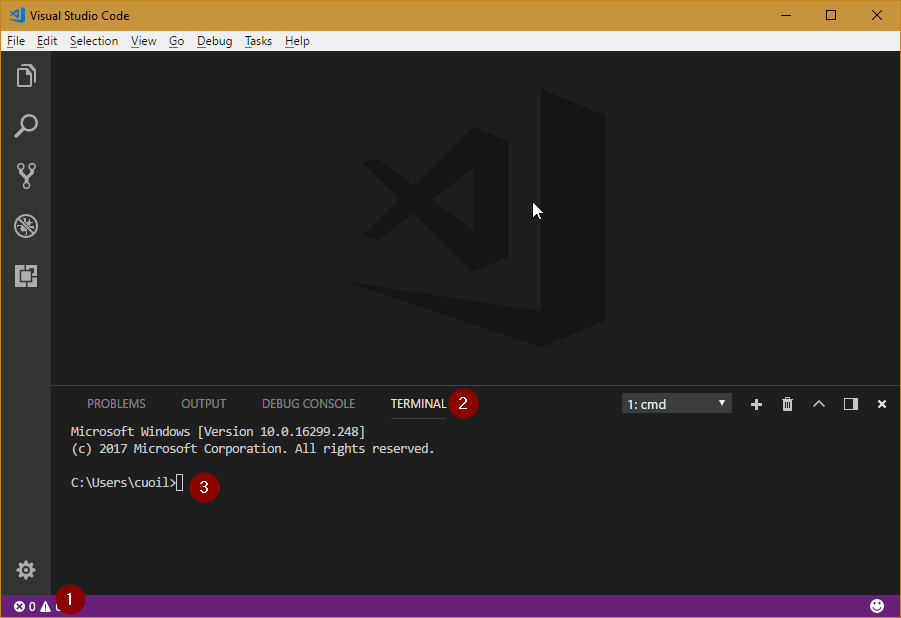 Visual Studio Code
File Edit Selection View Go Debug Tasks Help
PROBLEMS OUTPUT DEBUG CONSOLE TERMINAL 2 1: cmd
Microsoft Windows [Version 10.0.16299.248]
(c) 2017 Microsoft Corporation. All rights reserved.
C:\Users\cuoil>
3
1
0